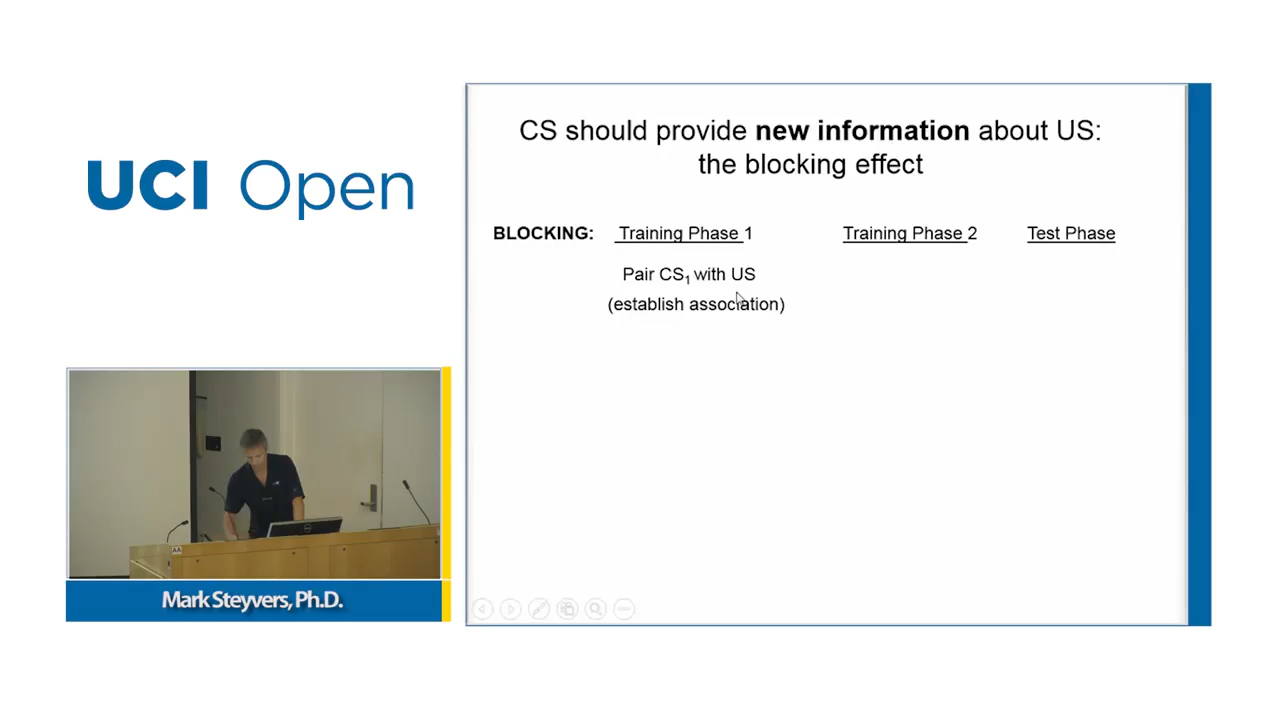 UCI Open
CS should provide new information about US:
the blocking effect
BLOCKING: Training Phase 1 Training Phase 2 Test Phase
Pair CS₁ with US
(establish association)
AA
Mark Steyvers, Ph.D.